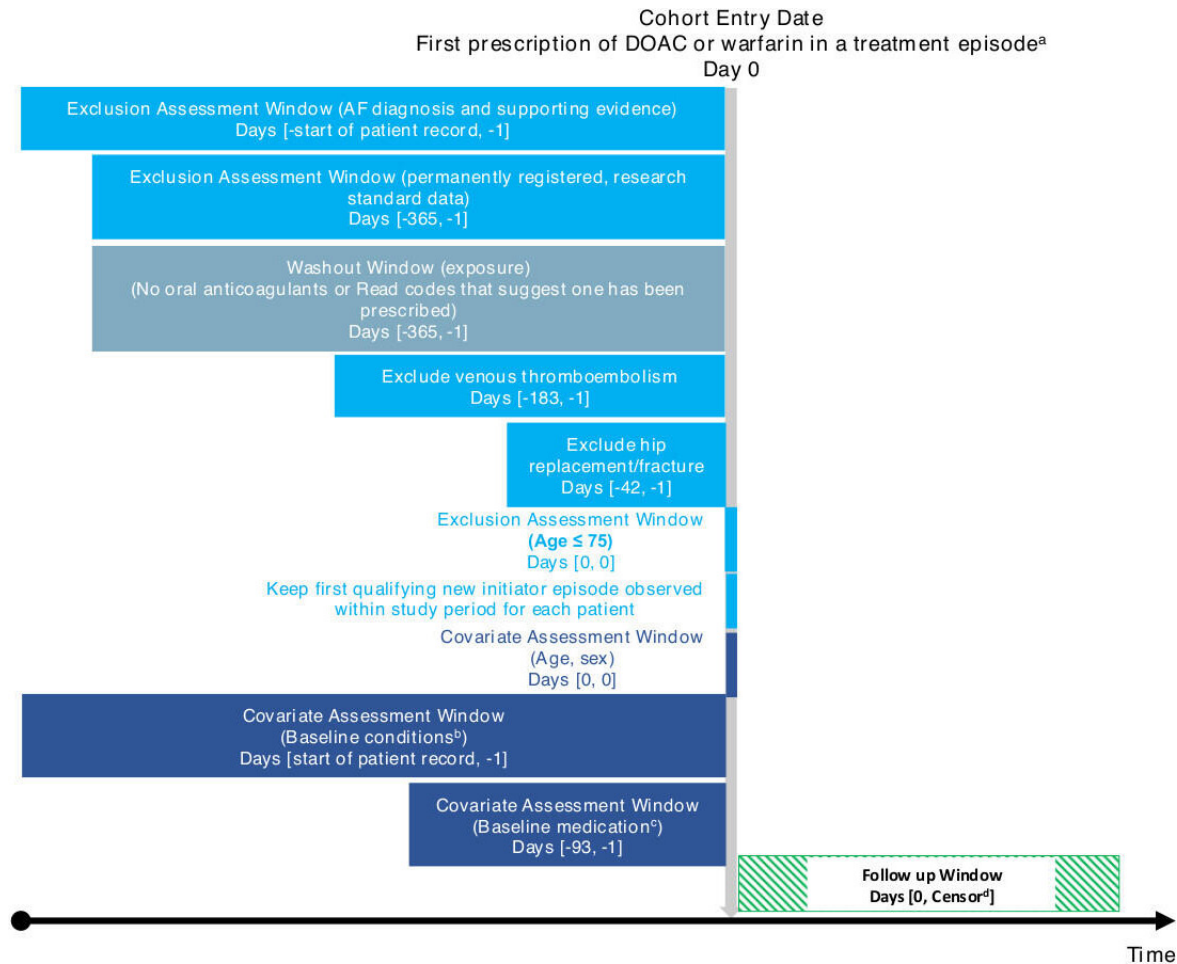 Cohort Entry Date
First prescription of DOAC or warfarin in a treatment episodeᵃ
Day 0
Exclusion Assessment Window (AF diagnosis and supporting evidence)
Days [-start of patient record, -1]
Exclusion Assessment Window (permanently registered, research
standard data)
Days [-365, -1]
Washout Window (exposure)
(No oral anticoagulants or Read codes that suggest one has been
prescribed)
Days [-365, -1]
Exclude venous thromboembolism
Days [-183, -1]
Exclude hip
replacement/fracture
Days [-42, -1]
Exclusion Assessment Window
(Age ≤ 75)
Days [0, 0]
Keep first qualifying new initiator episode observed
within study period for each patient
Covariate Assessment Window
(Age, sex)
Days [0, 0]
Covariate Assessment Window
(Baseline conditionsᵇ)
Days [start of patient record, -1]
Covariate Assessment Window
(Baseline medicationᶜ)
Days [-93, -1]
Follow up Window
Days [0, Censorᵈ]
Time